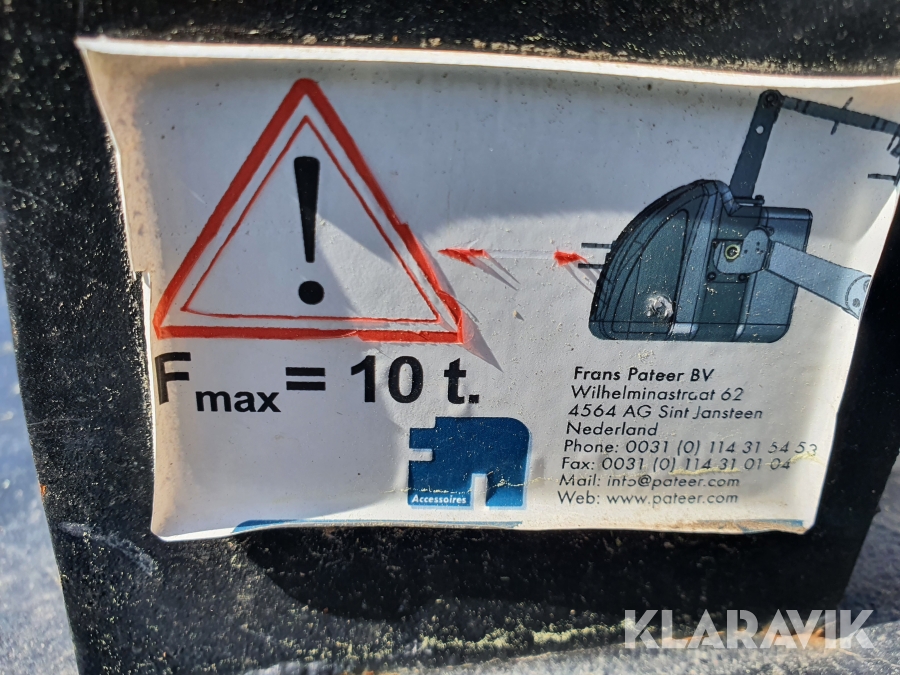 !
Fmax = 10 t.
Accessoires
Frans Pateer BV
Wilhelminastraat 62
4564 AG Sint Jansteen
Nederland
Phone: 0031 (0) 114 31 54 53
Fax: 0031 (0) 114 31 01 04
Mail: info@pateer.com
Web: www.pateer.com
KLARAVIK